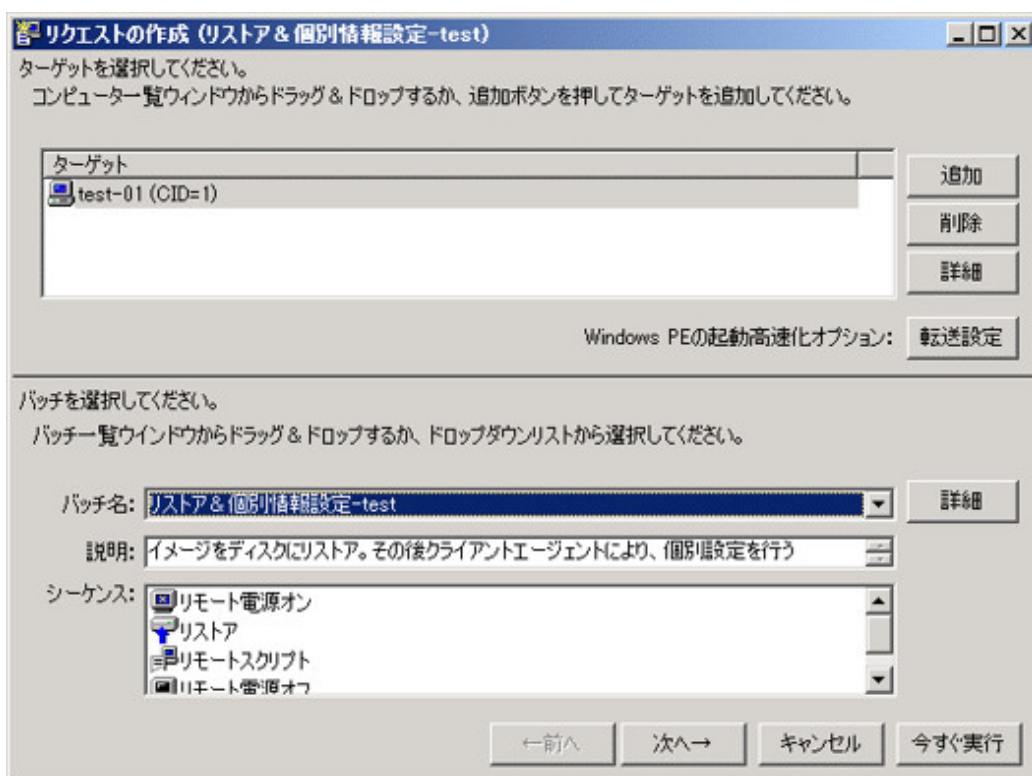 リクエストの作成 (リストア&個別情報設定-test)
ターゲットを選択してください。
コンピューター覧ウィンドウからドラッグ&ドロップするか、追加ボタンを押してターゲットを追加してください。
ターゲット
test-01 (CID=1)
追加
削除
詳細
Windows PEの起動高速化オプション:
転送設定
バッチを選択してください。
バッチ一覧ウインドウからドラッグ&ドロップするか、ドロップダウンリストから選択してください。
バッチ名: リストア&個別情報設定-test
詳細
説明: イメージをディスクにリストア。その後クライアントエージェントにより、個別設定を行う
シーケンス: リモート電源オン
リストア
リモートスクリプト
リモート電源オフ
←前へ
次へ→
キャンセル
今すぐ実行